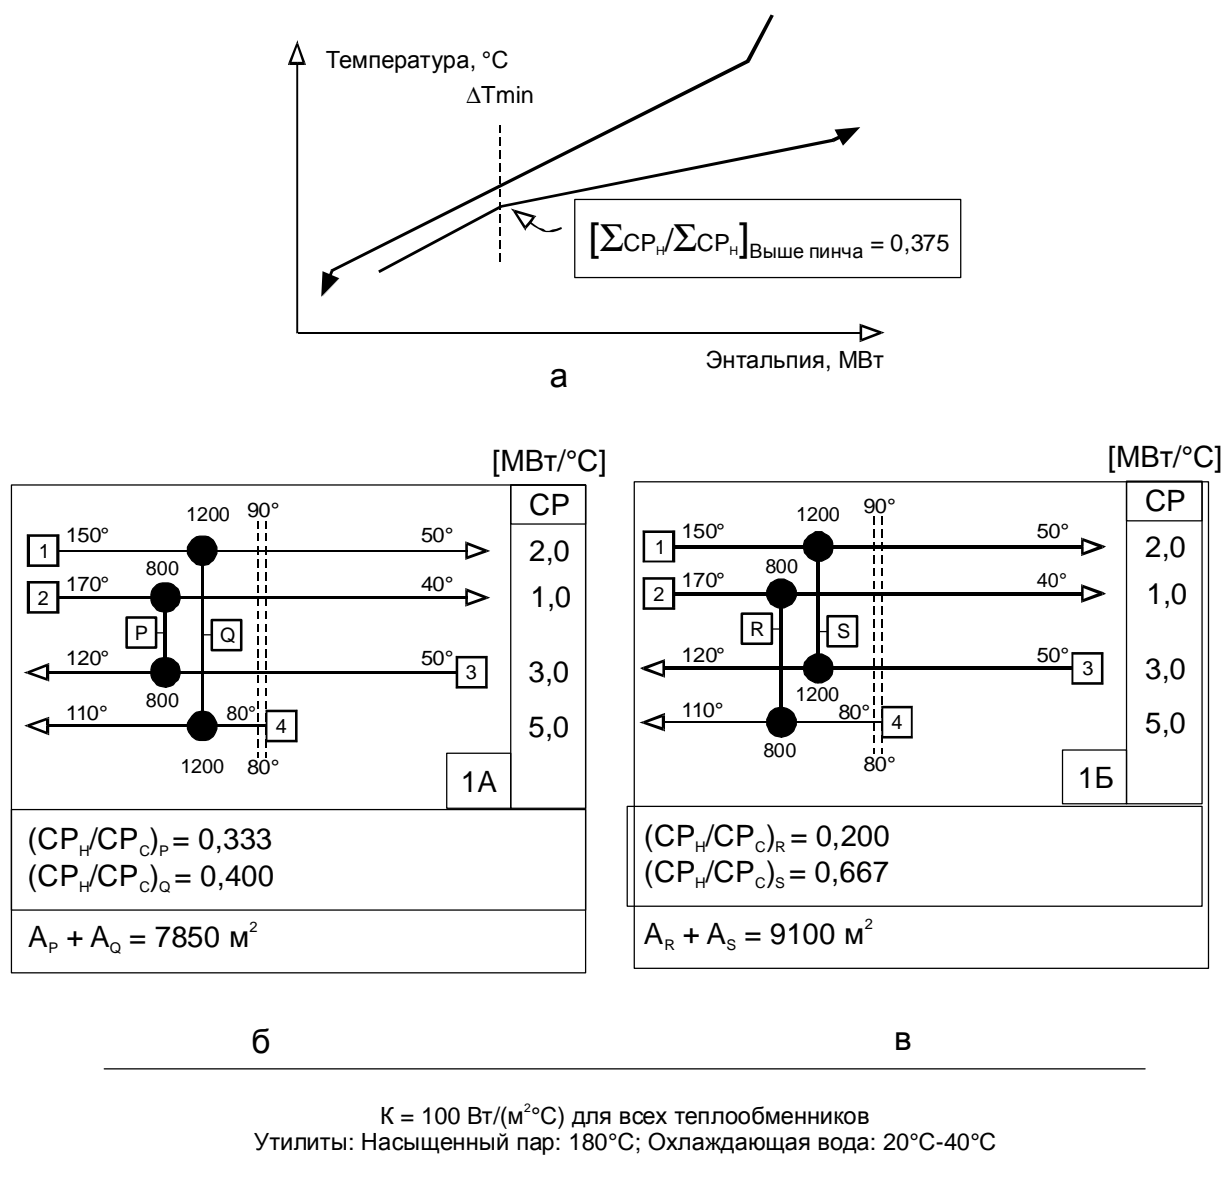 Температура, °C
ΔTmin
[ΣCPн/ΣCPн]Выше пинча = 0,375
Энтальпия, МВт
а
[МВт/°C]
CP
1200 90°
1 150° 50° 2,0
800
2 170° 40° 1,0
P Q
120° 50° 3 3,0
800
110° 80° 4 5,0
1200 80°
1А
(CPн/CPc)P = 0,333
(CPн/CPc)Q = 0,400
AP + AQ = 7850 м²
б
[МВт/°C]
CP
1200 90°
1 150° 50° 2,0
800
2 170° 40° 1,0
R S
120° 50° 3 3,0
1200
110° 80° 4 5,0
800 80°
1Б
(CPн/CPc)R = 0,200
(CPн/CPc)S = 0,667
AR + AS = 9100 м²
в
К = 100 Вт/(м²°C) для всех теплообменников
Утилиты: Насыщенный пар: 180°C; Охлаждающая вода: 20°C-40°C